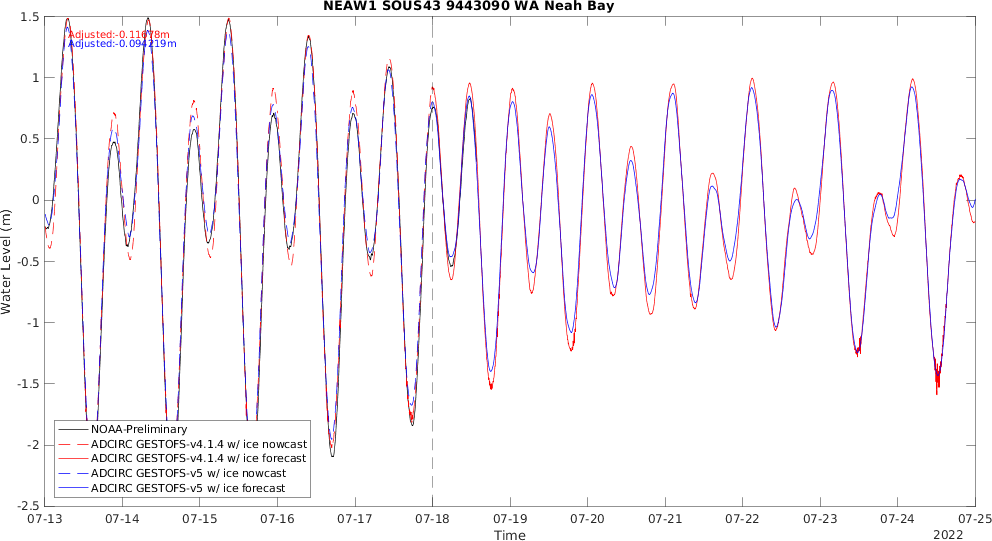 NEAW1 SOUS43 9443090 WA Neah Bay
Adjusted:-0.11678m
Adjusted:-0.094219m
1.5
1
0.5
0
-0.5
-1
-1.5
-2
-2.5
Water Level (m)
NOAA-Preliminary
ADCIRC GESTOFS-v4.1.4 w/ ice nowcast
ADCIRC GESTOFS-v4.1.4 w/ ice forecast
ADCIRC GESTOFS-v5 w/ ice nowcast
ADCIRC GESTOFS-v5 w/ ice forecast
07-13 07-14 07-15 07-16 07-17 07-18 07-19 07-20 07-21 07-22 07-23 07-24 07-25
Time
2022